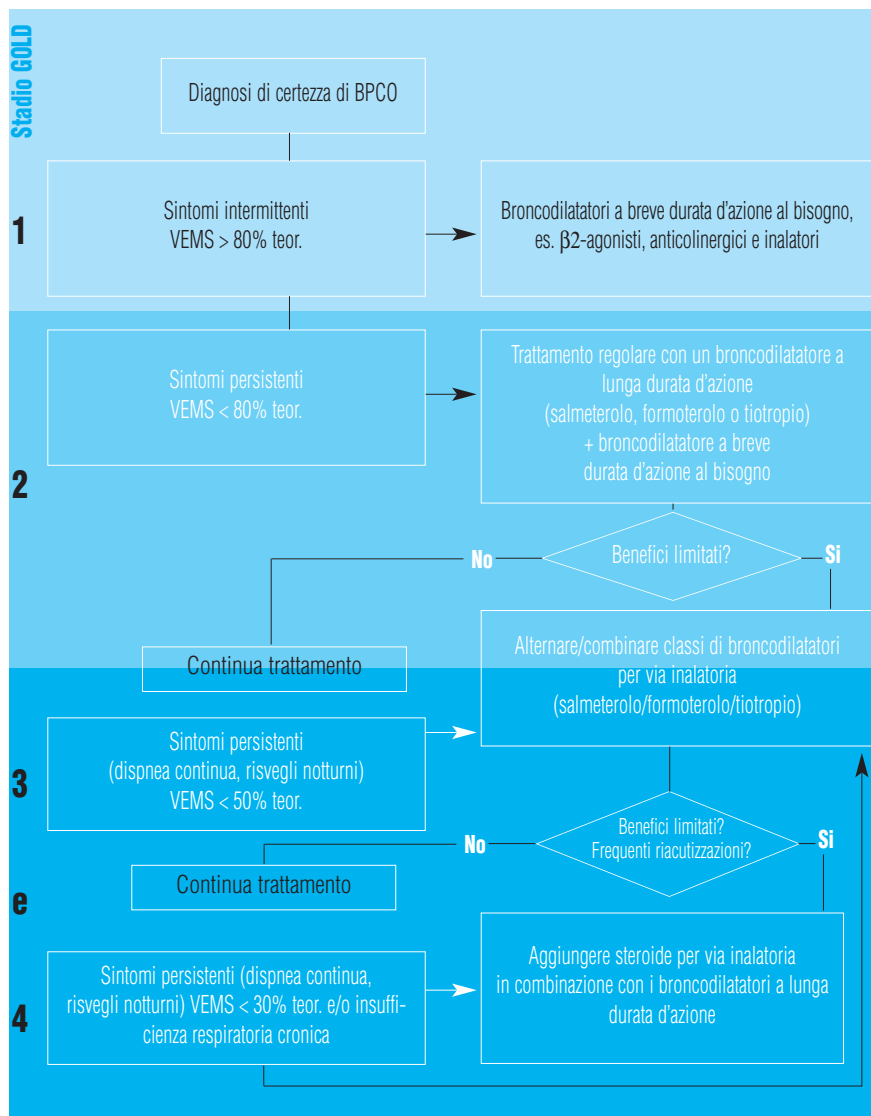 Stadio GOLD
Diagnosi di certezza di BPCO
1
Sintomi intermittenti
VEMS > 80% teor.
Broncodilatatori a breve durata d'azione al bisogno,
es. β2-agonisti, anticolinergici e inalatori
2
Sintomi persistenti
VEMS < 80% teor.
Trattamento regolare con un broncodilatatore a
lunga durata d'azione
(salmeterolo, formoterolo o tiotropio)
+ broncodilatatore a breve
durata d'azione al bisogno
No
Benefici limitati?
Si
Continua trattamento
Alternare/combinare classi di broncodilatatori
per via inalatoria
(salmeterolo/formoterolo/tiotropio)
3
Sintomi persistenti
(dispnea continua, risvegli notturni)
VEMS < 50% teor.
No
Benefici limitati?
Frequenti riacutizzazioni?
Si
Continua trattamento
e
4
Sintomi persistenti (dispnea continua,
risvegli notturni) VEMS < 30% teor. e/o insuffi-
cienza respiratoria cronica
Aggiungere steroide per via inalatoria
in combinazione con i broncodilatatori a lunga
durata d'azione